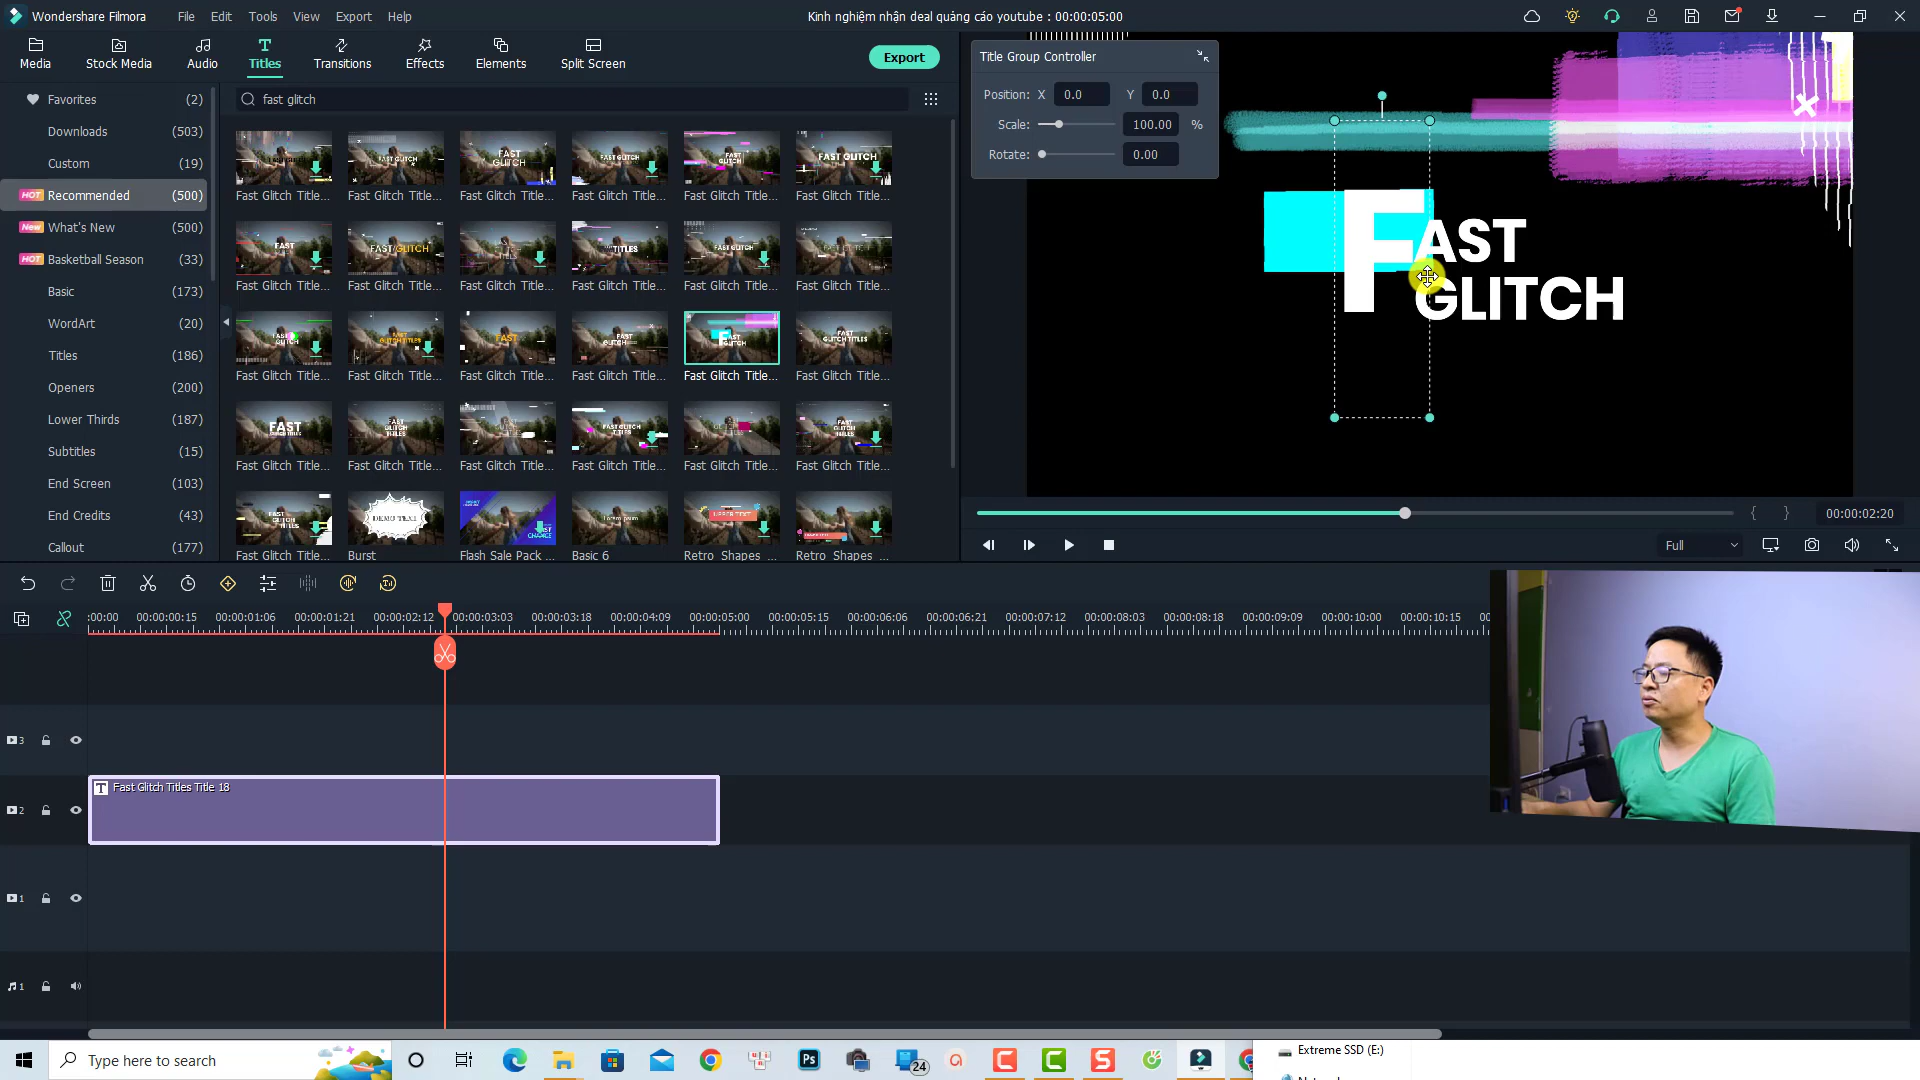 Wondershare Filmora
File Edit Tools View Export Help
Kinh nghiệm nhận deal quảng cáo youtube : 00:00:05:00
Media Stock Media Audio Titles Transitions Effects Elements Split Screen
Export
Favorites (2)
Downloads (503)
Custom (19)
HOT Recommended (500)
New What's New (500)
HOT Basketball Season (33)
Basic (173)
WordArt (20)
Titles (186)
Openers (200)
Lower Thirds (187)
Subtitles (15)
End Screen (103)
End Credits (43)
Callout (177)
fast glitch
Fast Glitch Title... Fast Glitch Title... Fast Glitch Title... Fast Glitch Title... Fast Glitch Title... Fast Glitch Title...
Fast Glitch Title... Fast Glitch Title... Fast Glitch Title... Fast Glitch Title... Fast Glitch Title... Fast Glitch Title...
Fast Glitch Title... Fast Glitch Title... Fast Glitch Title... Fast Glitch Title... Fast Glitch Title... Fast Glitch Title...
Fast Glitch Title... Fast Glitch Title... Fast Glitch Title... Fast Glitch Title... Fast Glitch Title... Fast Glitch Title...
Fast Glitch Title... Burst Flash Sale Pack ... Basic 6 Retro Shapes ... Retro Shapes ...
Title Group Controller
Position: X 0.0 Y 0.0
Scale: 100.00 %
Rotate: 0.00
FAST
GLITCH
00:00:02:20
Full
:00:00 00:00:00:15 00:00:01:06 00:00:01:21 00:00:02:12 00:00:03:03 00:00:03:18 00:00:04:09 00:00:05:00 00:00:05:15 00:00:06:06 00:00:06:21 00:00:07:12 00:00:08:03 00:00:08:18 00:00:09:09 00:00:10:00 00:00:10:15
3
2
T Fast Glitch Titles Title 18
1
1
Type here to search
Ps
24
Extreme SSD (E:)